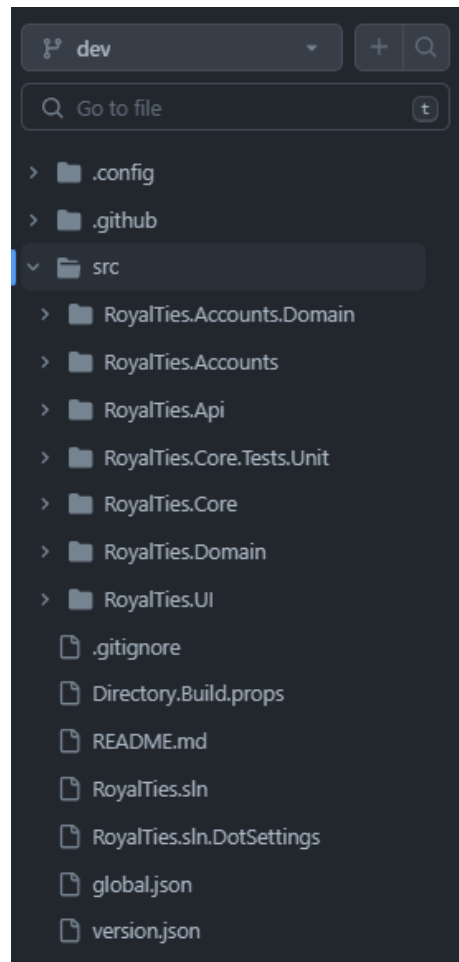 dev
Go to file
t
.config
.github
src
RoyalTies.Accounts.Domain
RoyalTies.Accounts
RoyalTies.Api
RoyalTies.Core.Tests.Unit
RoyalTies.Core
RoyalTies.Domain
RoyalTies.UI
.gitignore
Directory.Build.props
README.md
RoyalTies.sln
RoyalTies.sln.DotSettings
global.json
version.json